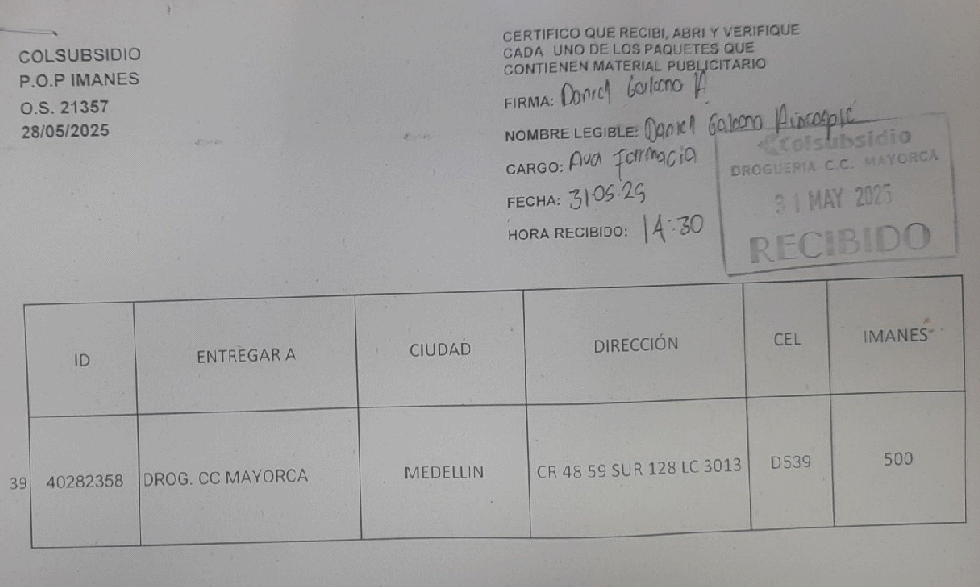 COLSUBSIDIO
P.O.P IMANES
O.S. 21357
28/05/2025
CERTIFICO QUE RECIBI, ABRI Y VERIFIQUE
CADA UNO DE LOS PAQUETES QUE
CONTIENEN MATERIAL PUBLICITARIO
FIRMA: Daniel Galeano A
NOMBRE LEGIBLE: Daniel Galeano
CARGO: Aux farmacia
FECHA: 31 05 25
HORA RECIBIDO: 14:30
Colsubsidio
DROGUERIA C.C. MAYORCA
31 MAY 2025
RECIBIDO
ID ENTREGAR A CIUDAD DIRECCIÓN CEL IMANES
39 40282358 DROG. CC MAYORCA MEDELLIN CR 48 59 SUR 128 LC 3013 D539 500